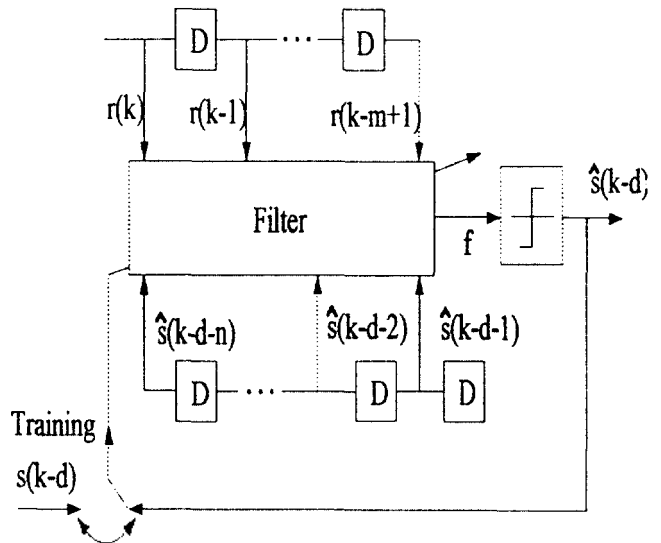 D ... D
r(k) r(k-1) r(k-m+1)
Filter
f
ŝ(k-d)
ŝ(k-d-n) ŝ(k-d-2) ŝ(k-d-1)
D ... D D
Training
s(k-d)